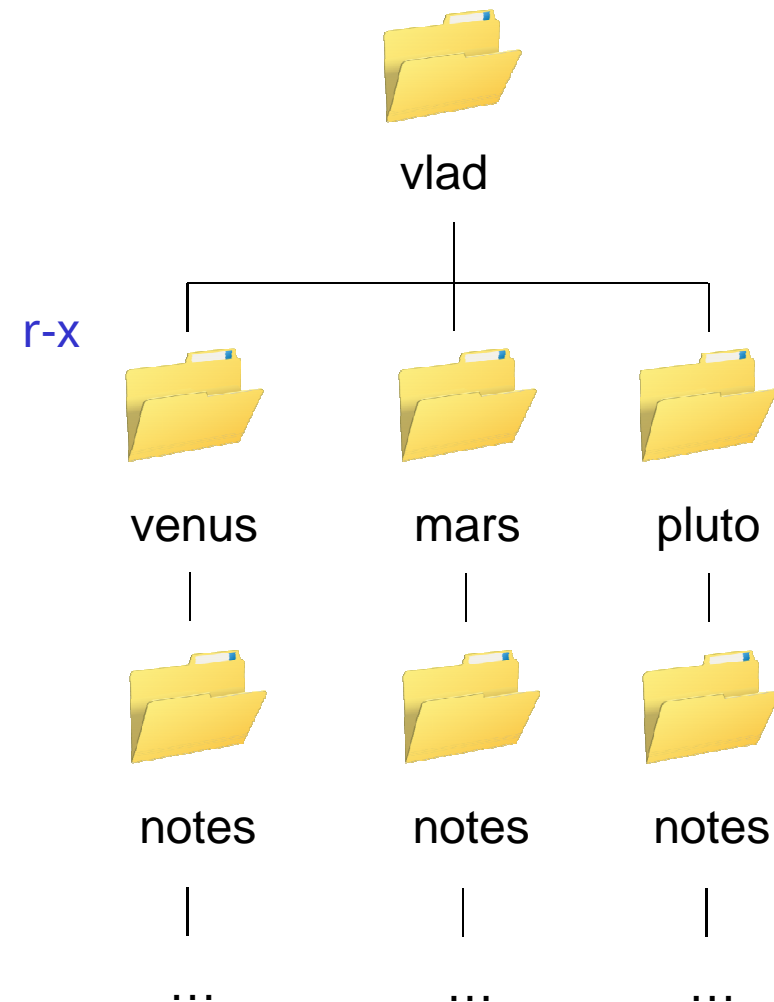 vlad
r-x
venus mars pluto
notes notes notes
... ... ...